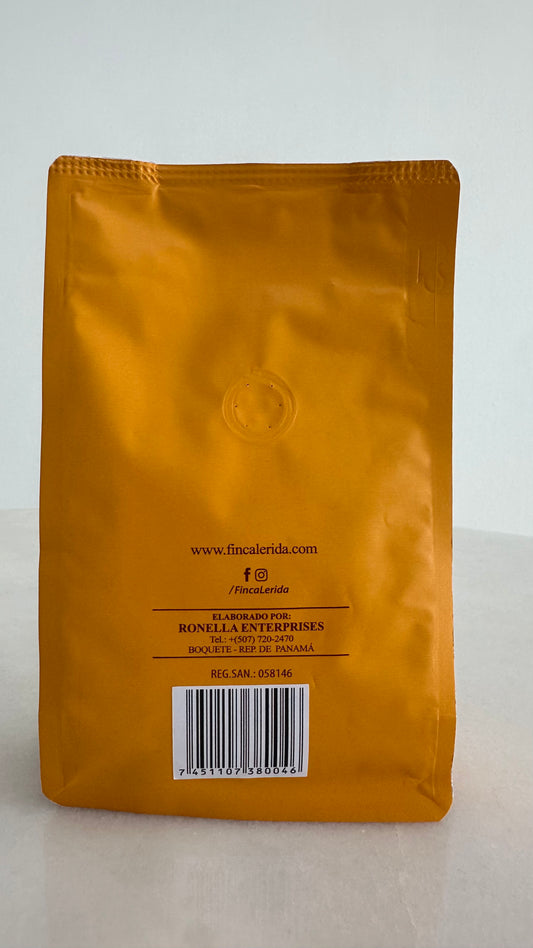 www.fincalerida.com
/FincaLerida
ELABORADO POR:
RONELLA ENTERPRISES
Tel.: +(507) 720-2470
BOQUETE - REP. DE PANAMÁ
REG.SAN.: 058146
7 451107 380046